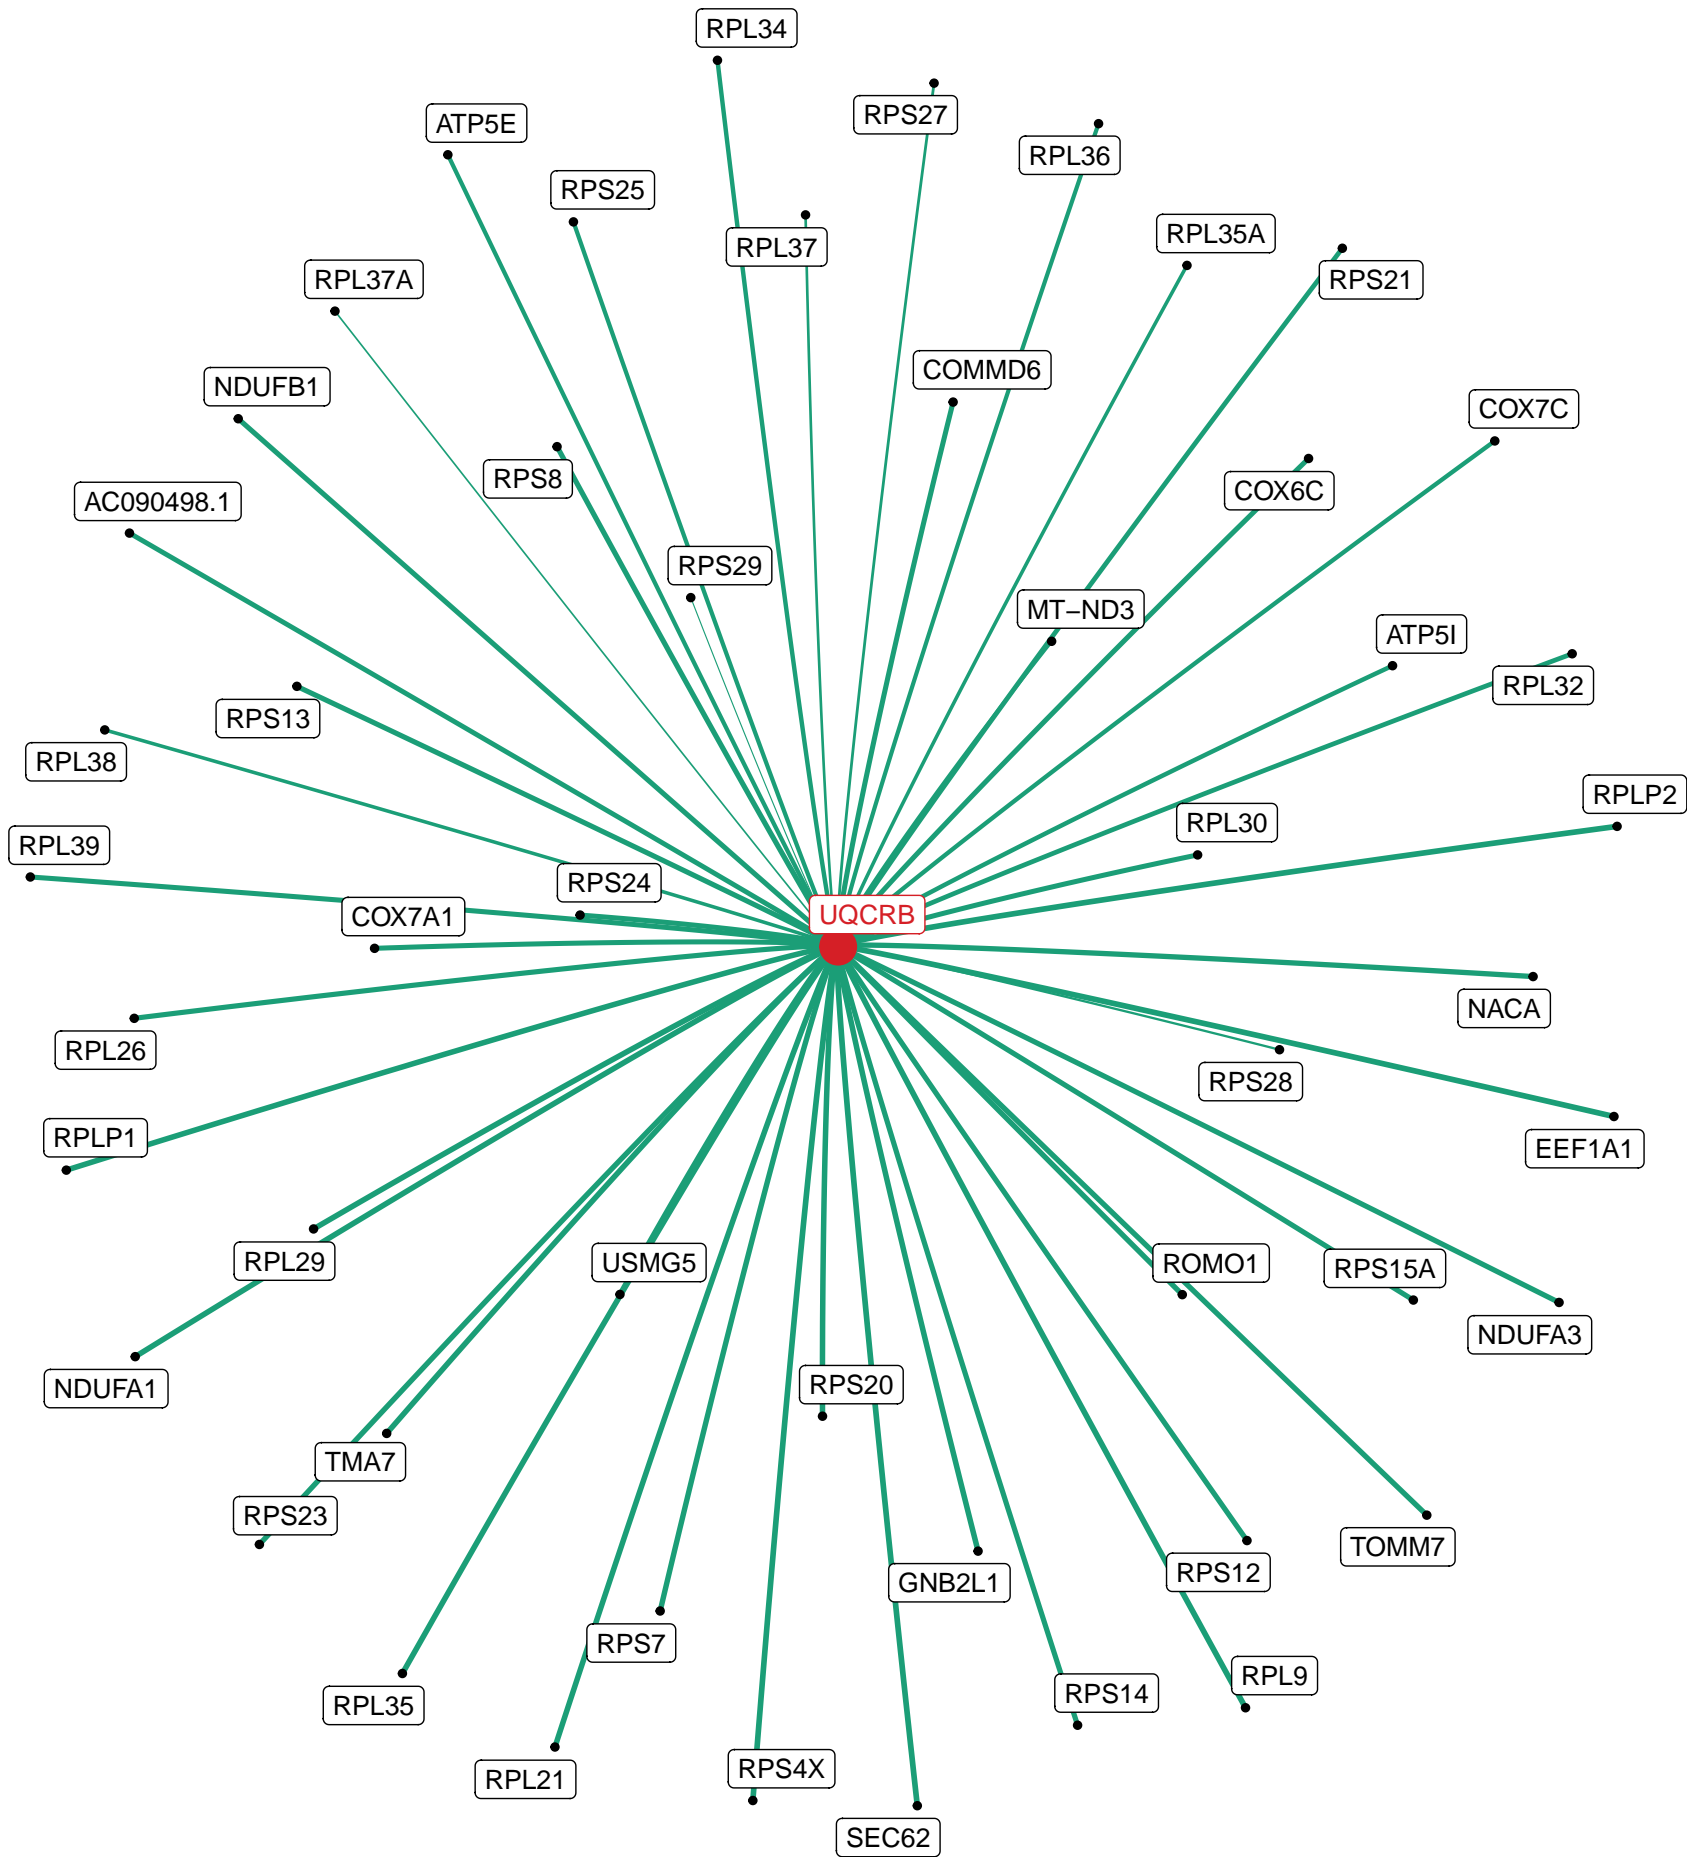 RPL34
RPS27
ATP5E
RPL36
RPS25
RPL35A
RPL37
RPL37A
RPS21
COMMD6
NDUFB1
COX7C
RPS8
COX6C
AC090498.1
RPS29
MT−ND3
ATP5I
RPL32
RPS13
RPL38
RPLP2
RPL30
RPL39
RPS24
COX7A1
UQCRB
NACA
RPL26
RPS28
RPLP1
EEF1A1
RPL29
USMG5
ROMO1
RPS15A
NDUFA3
NDUFA1
RPS20
TMA7
RPS23
TOMM7
RPS12
GNB2L1
RPS7
RPL9
RPS14
RPL35
RPS4X
RPL21
SEC62